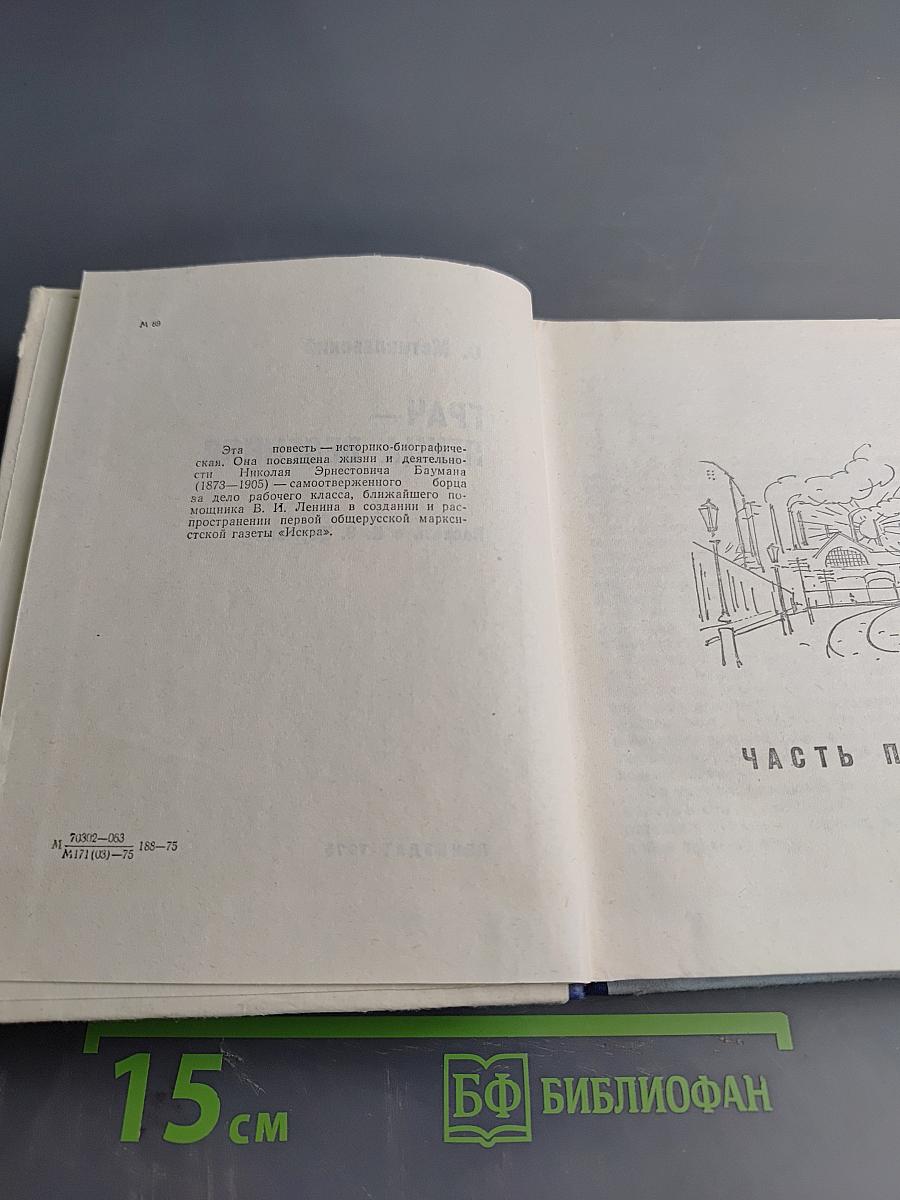 М 89
Эта повесть — историко-биографиче-
ская. Она посвящена жизни и деятельно-
сти Николая Эрнестовича Баумана
(1873—1905) — самоотверженного борца
за дело рабочего класса, ближайшего по-
мощника В. И. Ленина в создании и рас-
пространении первой общерусской маркси-
стской газеты «Искра».
М 70302—063
М171(03)—75 188—75
ЧАСТЬ П
15 см
БФ БИБЛИОФАН